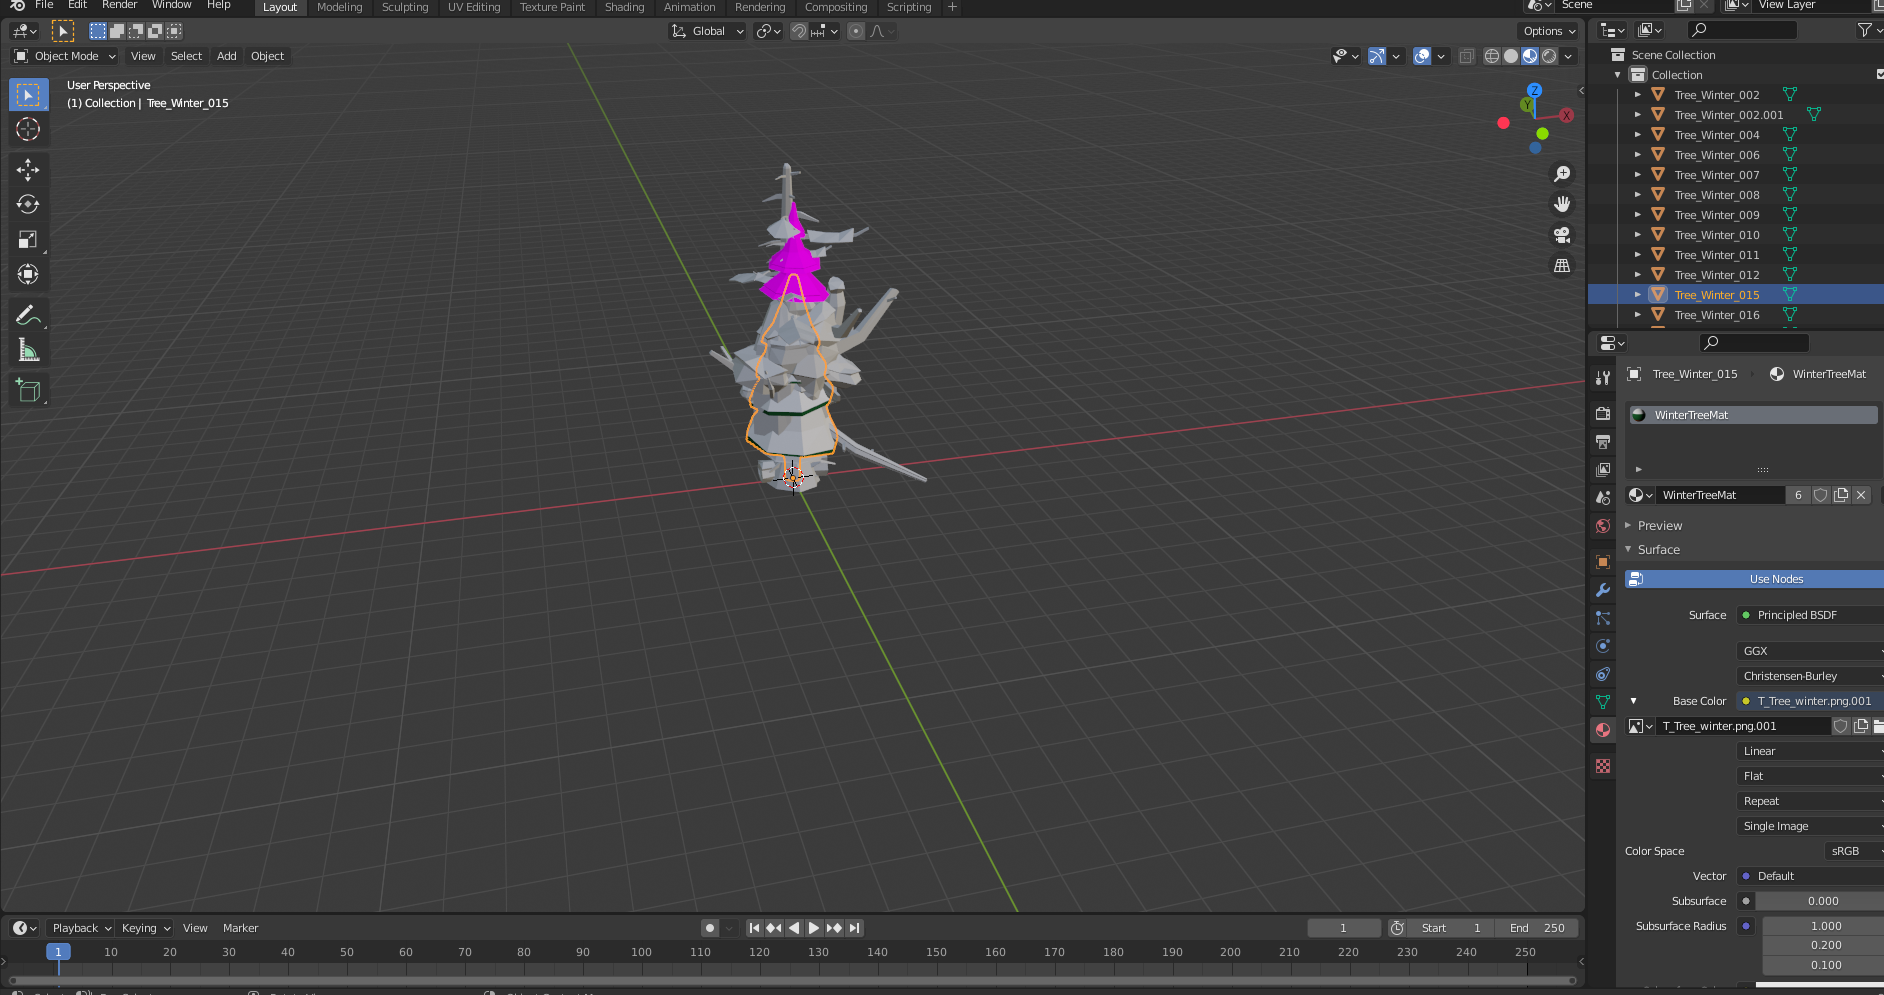 File Edit Render Window Help Layout Modeling Sculpting UV Editing Texture Paint Shading Animation Rendering Compositing Scripting + Scene View Layer
Global Options
Object Mode View Select Add Object
User Perspective
(1) Collection | Tree_Winter_015
Z
Y
X
Scene Collection
Collection
Tree_Winter_002
Tree_Winter_002.001
Tree_Winter_004
Tree_Winter_006
Tree_Winter_007
Tree_Winter_008
Tree_Winter_009
Tree_Winter_010
Tree_Winter_011
Tree_Winter_012
Tree_Winter_015
Tree_Winter_016
Tree_Winter_015 WinterTreeMat
WinterTreeMat
WinterTreeMat 6
Preview
Surface
Use Nodes
Surface Principled BSDF
GGX
Christensen-Burley
Base Color T_Tree_winter.png.001
T_Tree_winter.png.001
Linear
Flat
Repeat
Single Image
Color Space sRGB
Vector Default
Subsurface 0.000
Subsurface Radius 1.000
0.200
0.100
Playback Keying View Marker 1 Start 1 End 250
1 10 20 30 40 50 60 70 80 90 100 110 120 130 140 150 160 170 180 190 200 210 220 230 240 250